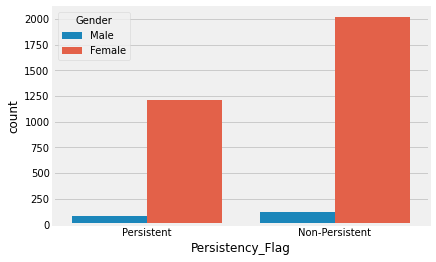 Gender
Male
Female
2000
1750
1500
1250
1000
750
500
250
0
count
Persistent
Non-Persistent
Persistency_Flag